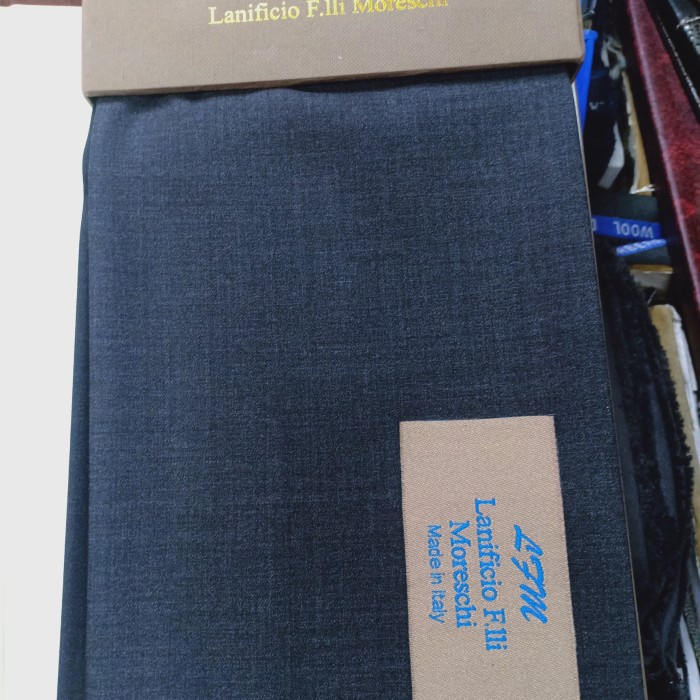 Lanificio F.lli Moreschi
WOOL
LFM
Lanificio F.lli
Moreschi
Made in Italy